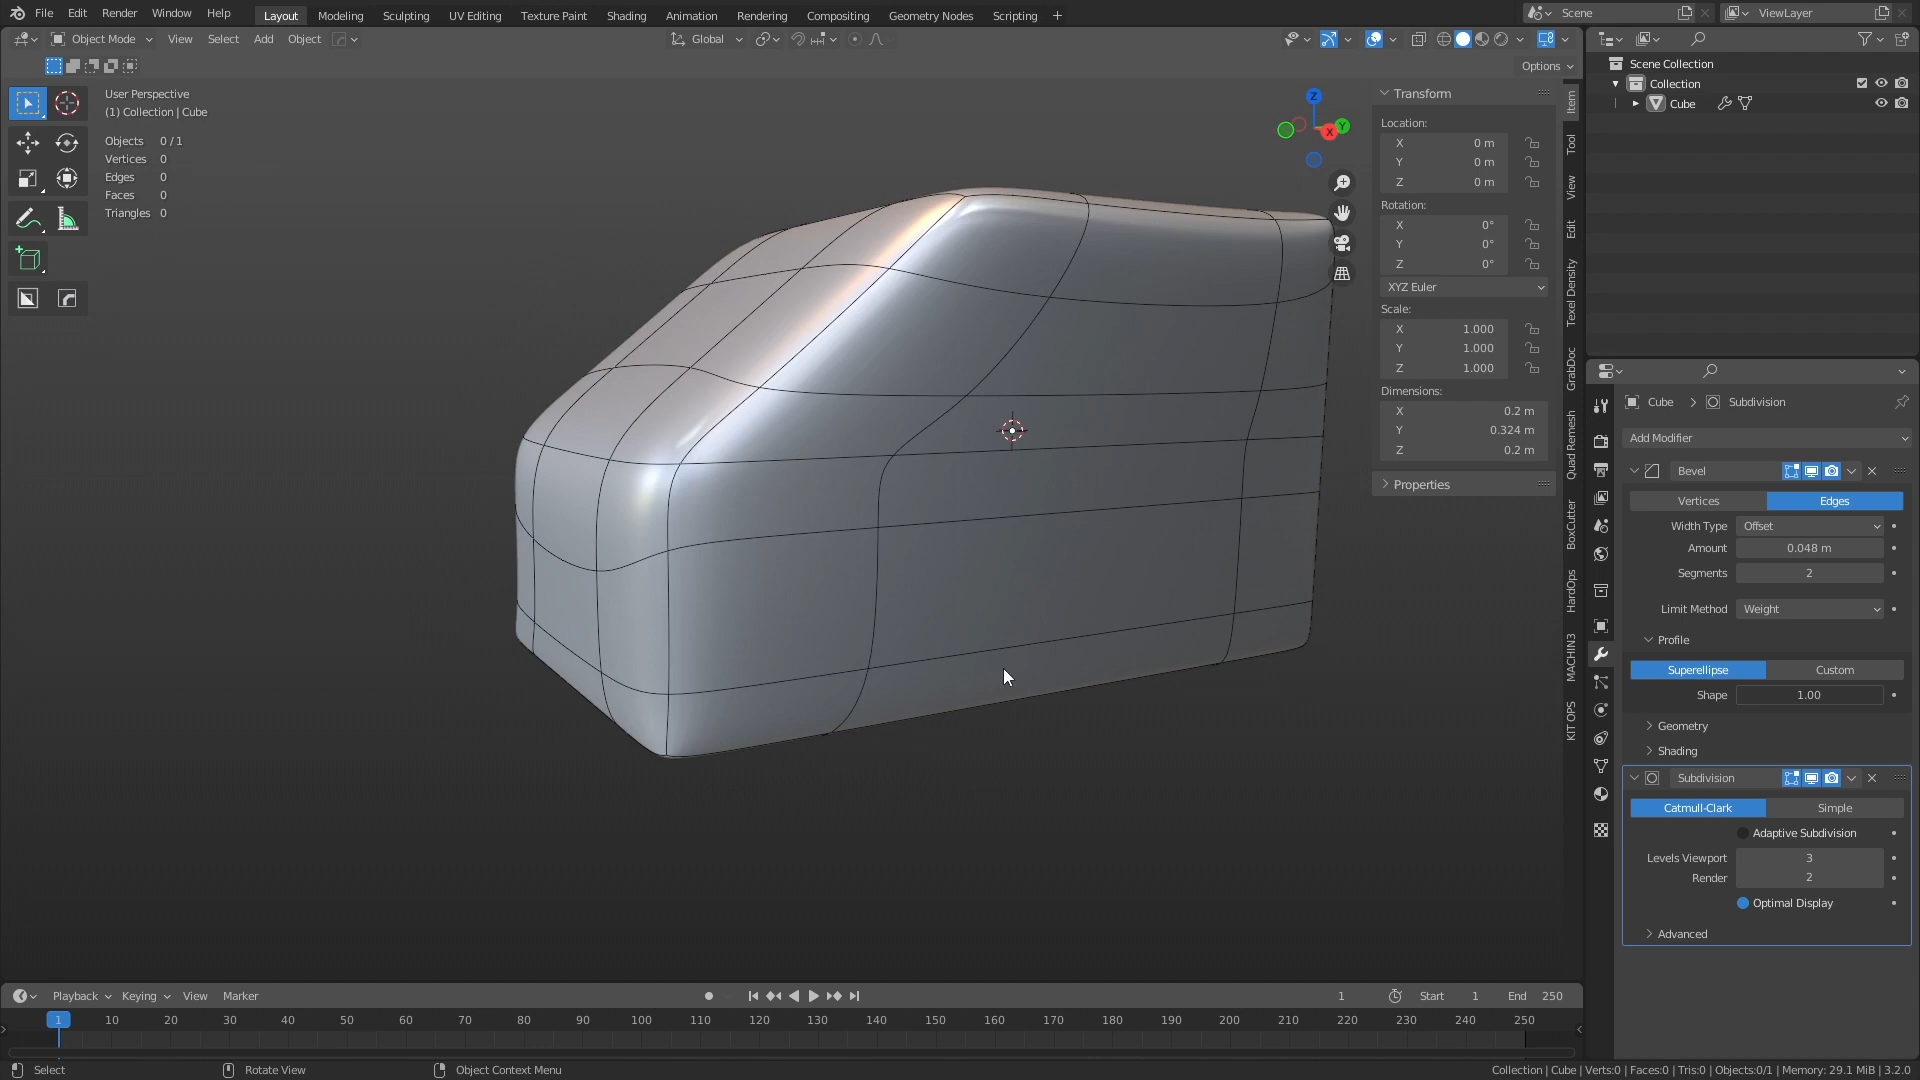 File Edit Render Window Help Layout Modeling Sculpting UV Editing Texture Paint Shading Animation Rendering Compositing Geometry Nodes Scripting + Scene ViewLayer
Object Mode View Select Add Object Global
Options
User Perspective
(1) Collection | Cube
Objects 0 / 1
Vertices 0
Edges 0
Faces 0
Triangles 0
Z
Y
X
Transform
Location:
X 0 m
Y 0 m
Z 0 m
Rotation:
X 0°
Y 0°
Z 0°
XYZ Euler
Scale:
X 1.000
Y 1.000
Z 1.000
Dimensions:
X 0.2 m
Y 0.324 m
Z 0.2 m
Properties
Item
Tool
View
Edit
Texel Density
GrabDoc
Quad Remesh
BoxCutter
HardOps
MACHIN3
KIT OPS
Scene Collection
Collection
Cube
Cube > Subdivision
Add Modifier
Bevel
Vertices Edges
Width Type Offset
Amount 0.048 m
Segments 2
Limit Method Weight
Profile
Superellipse Custom
Shape 1.00
Geometry
Shading
Subdivision
Catmull-Clark Simple
Adaptive Subdivision
Levels Viewport 3
Render 2
Optimal Display
Advanced
Playback Keying View Marker 1 Start 1 End 250
1 10 20 30 40 50 60 70 80 90 100 110 120 130 140 150 160 170 180 190 200 210 220 230 240 250
Select Rotate View Object Context Menu Collection | Cube | Verts:0 | Faces:0 | Tris:0 | Objects:0/1 | Memory: 29.1 MiB | 3.2.0